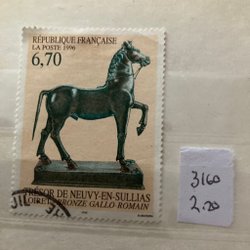 RÉPUBLIQUE FRANÇAISE
LA POSTE 1996
6,70
TRÉSOR DE NEUVY-EN-SULLIAS
LOIRET BRONZE GALLO-ROMAIN
3160
2.20